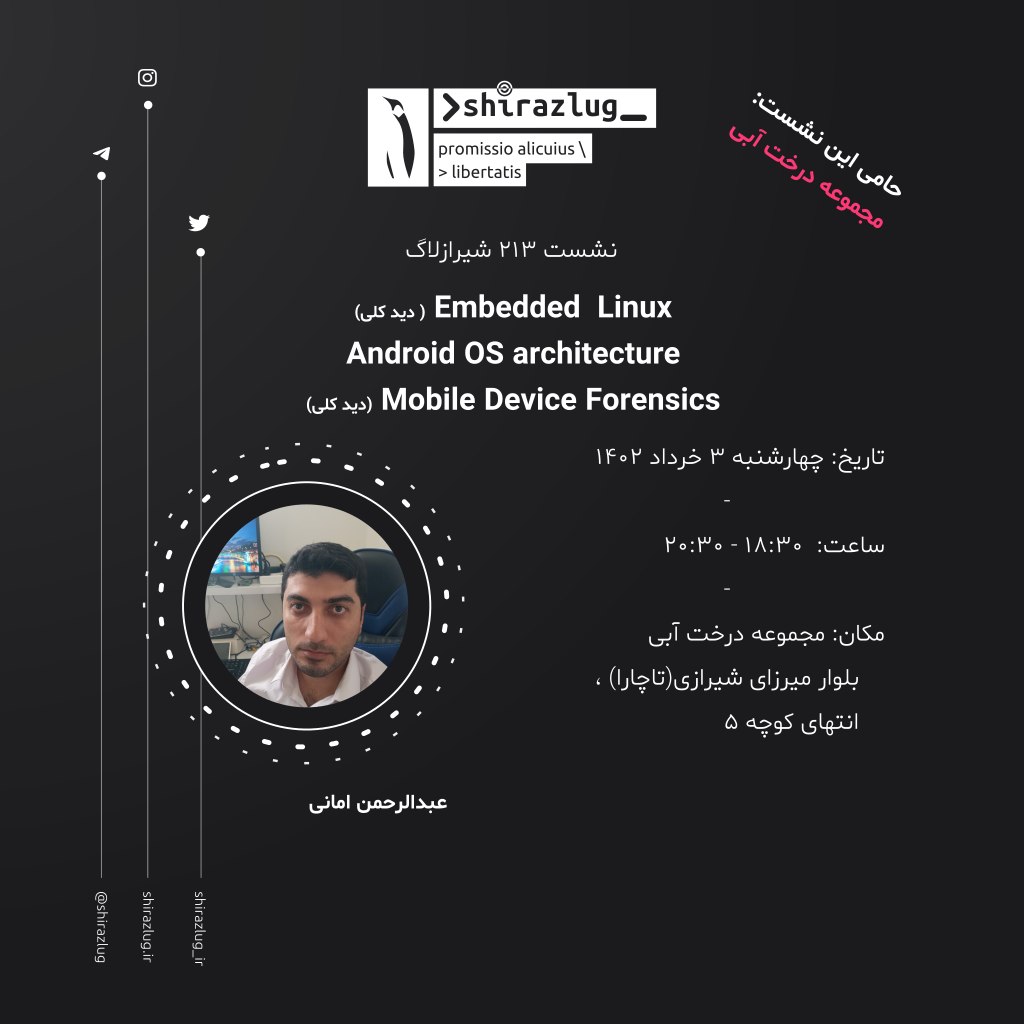 >shirazlug_
promissio alicuius \
> libertatis
حامی این نشست:
مجموعه درخت آبی
نشست ۲۱۳ شیرازلاگ
Embedded Linux ( دید کلی)
Android OS architecture
Mobile Device Forensics (دید کلی)
تاریخ: چهارشنبه ۳ خرداد ۱۴۰۲
-
ساعت: ۱۸:۳۰ - ۲۰:۳۰
-
مکان: مجموعه درخت آبی
بلوار میرزای شیرازی(تاچارا) ،
انتهای کوچه ۵
عبدالرحمن امانی
@shirazlug
shirazlug.ir
shirazlug_ir